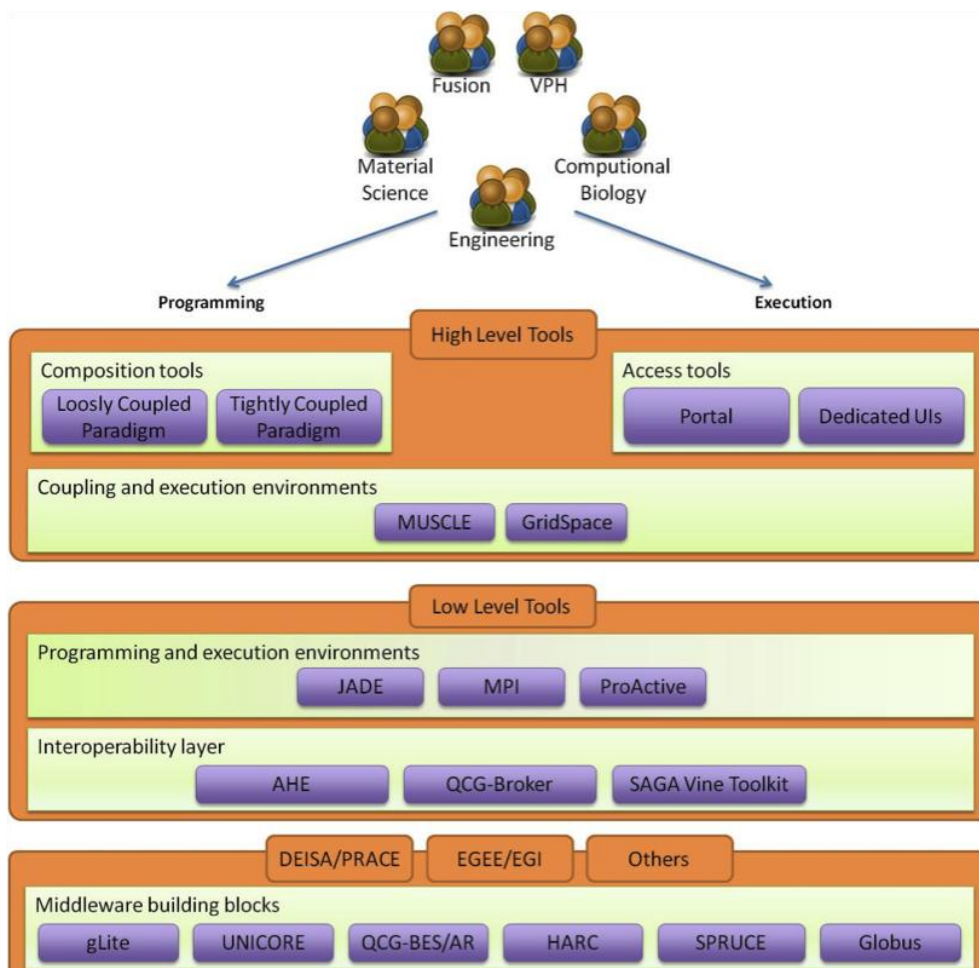 Fusion
VPH
Material
Science
Computional
Biology
Engineering
Programming
Execution
High Level Tools
Composition tools
Loosly Coupled
Paradigm
Tightly Coupled
Paradigm
Access tools
Portal
Dedicated UIs
Coupling and execution environments
MUSCLE
GridSpace
Low Level Tools
Programming and execution environments
JADE
MPI
ProActive
Interoperability layer
AHE
QCG-Broker
SAGA Vine Toolkit
DEISA/PRACE
EGEE/EGI
Others
Middleware building blocks
gLite
UNICORE
QCG-BES/AR
HARC
SPRUCE
Globus